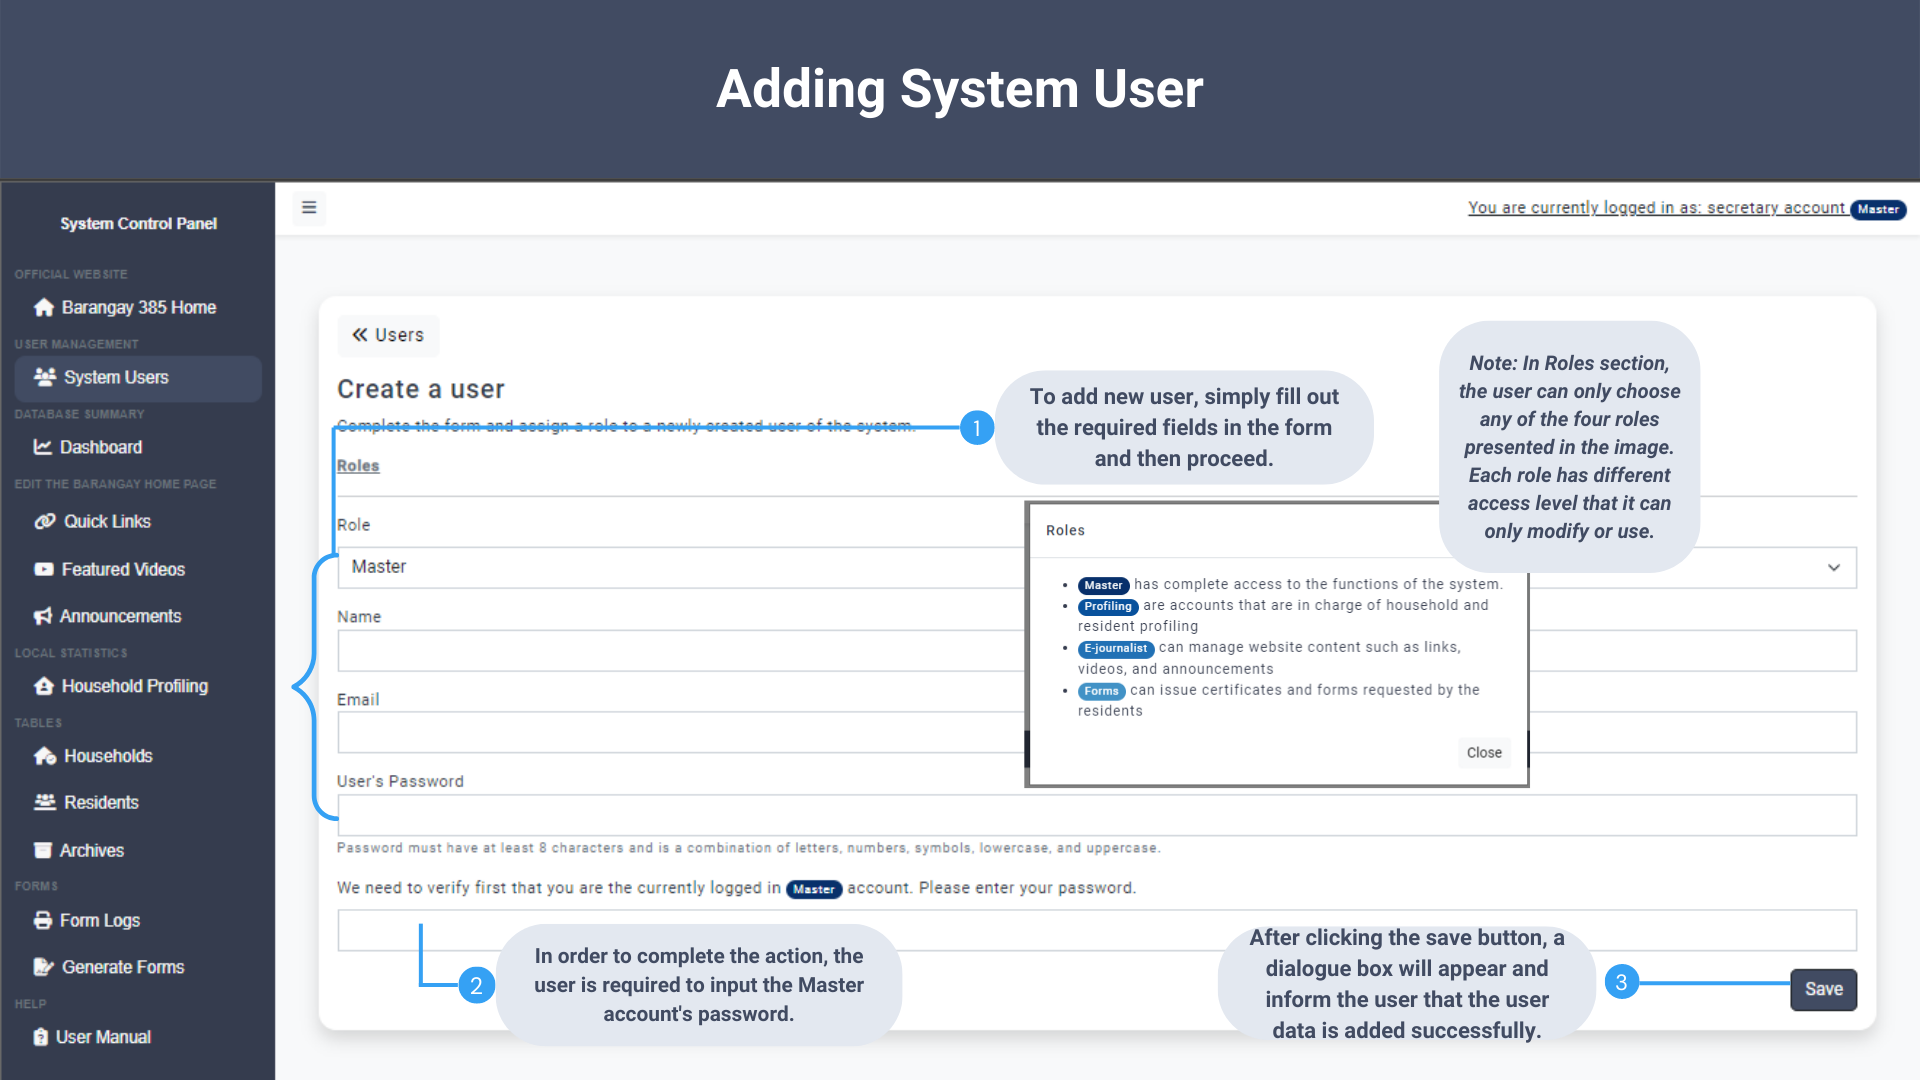 Adding System User
System Control Panel
OFFICIAL WEBSITE
Barangay 385 Home
USER MANAGEMENT
System Users
DATABASE SUMMARY
Dashboard
EDIT THE BARANGAY HOME PAGE
Quick Links
Featured Videos
Announcements
LOCAL STATISTICS
Household Profiling
TABLES
Households
Residents
Archives
FORMS
Form Logs
Generate Forms
HELP
User Manual
You are currently logged in as: secretary account Master
Users
Create a user
Complete the form and assign a role to a newly created user of the system.
Roles
1
To add new user, simply fill out
the required fields in the form
and then proceed.
Note: In Roles section,
the user can only choose
any of the four roles
presented in the image.
Each role has different
access level that it can
only modify or use.
Role
Master
Name
Email
User's Password
Password must have at least 8 characters and is a combination of letters, numbers, symbols, lowercase, and uppercase.
Roles
Master has complete access to the functions of the system.
Profiling are accounts that are in charge of household and
resident profiling
E-journalist can manage website content such as links,
videos, and announcements
Forms can issue certificates and forms requested by the
residents
Close
We need to verify first that you are the currently logged in Master account. Please enter your password.
2
In order to complete the action, the
user is required to input the Master
account's password.
After clicking the save button, a
dialogue box will appear and
inform the user that the user
data is added successfully.
3
Save